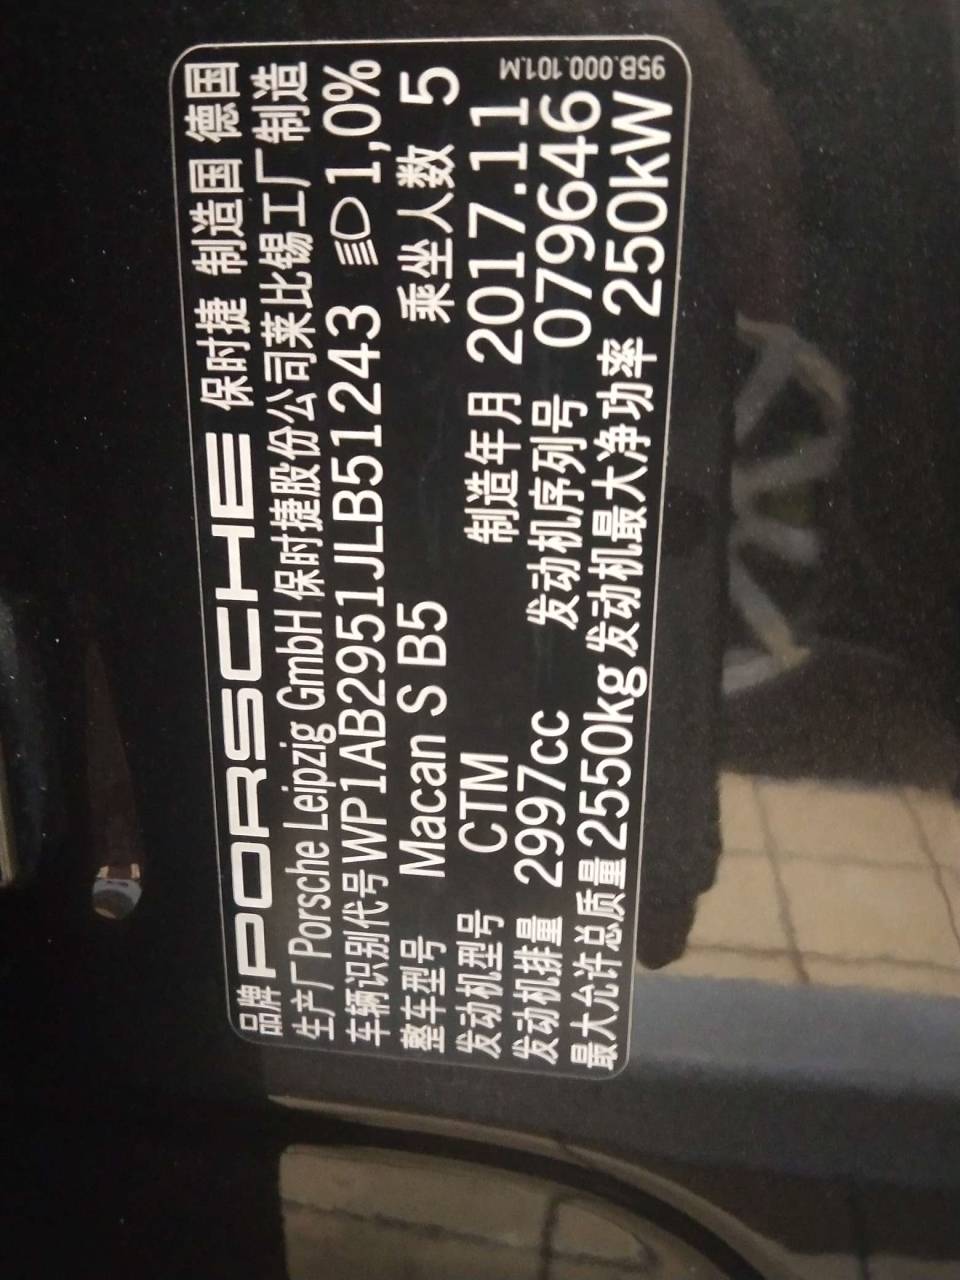 95B.000.101.M
品牌 PORSCHE 保时捷 制造国 德国
生产厂 Porsche Leipzig GmbH 保时捷股份公司莱比锡工厂制造
车辆识别代号 WP1AB2951JLB51243 1,0%
整车型号 Macan S B5 乘坐人数 5
发动机型号 CTM 制造年月 2017.11
发动机排量 2997cc 发动机序列号 079646
最大允许总质量 2550kg 发动机最大净功率 250kW